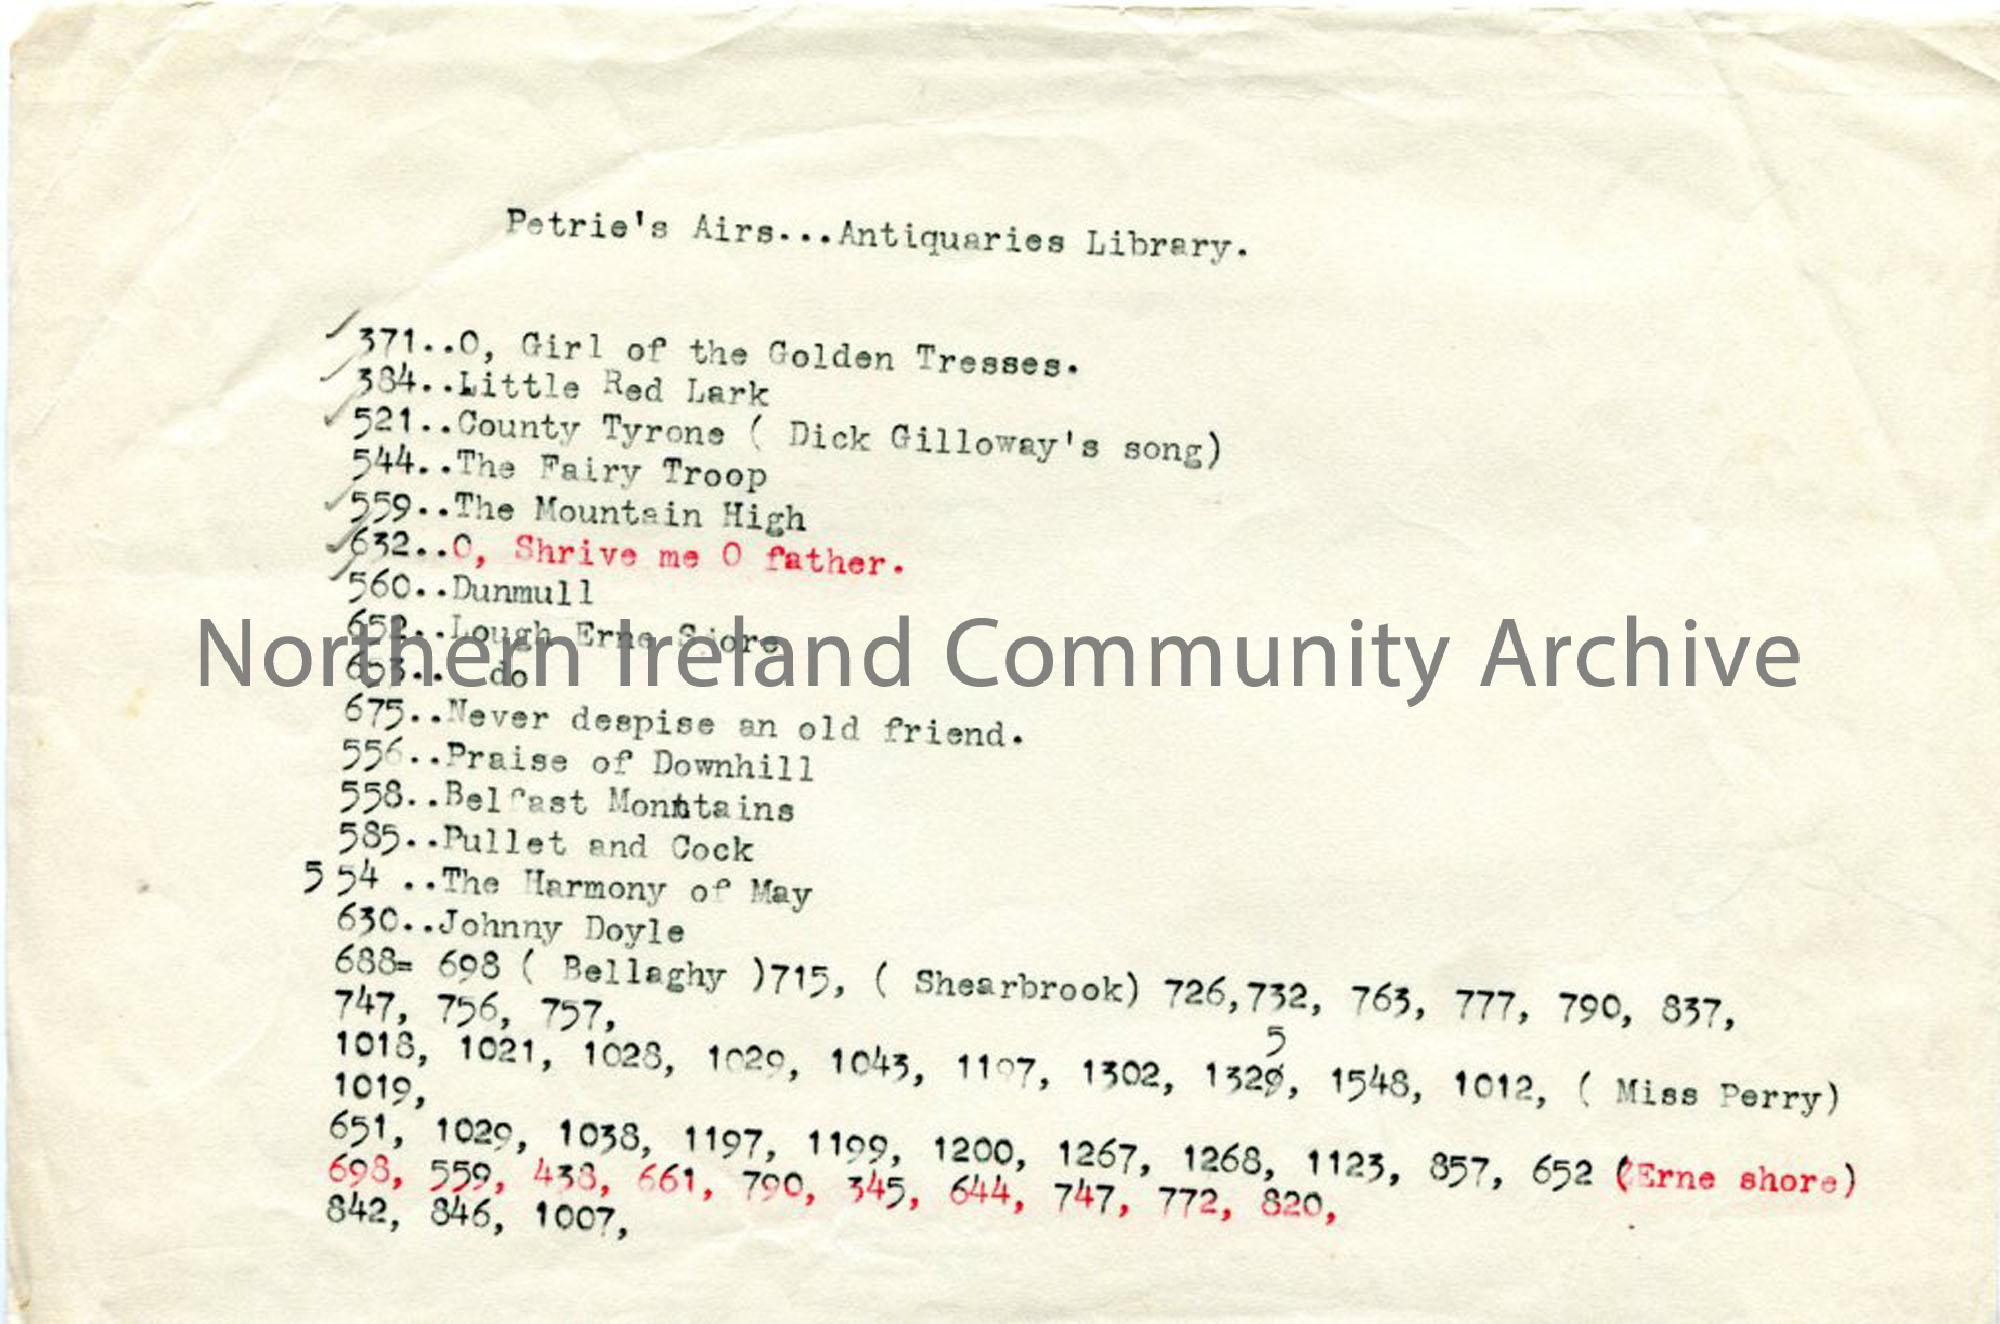 Petrie's Airs...Antiquaries Library.
371..O, Girl of the Golden Tresses.
384..Little Red Lark
521..County Tyrone ( Dick Gilloway's song)
544..The Fairy Troop
559..The Mountain High
632..O, Shrive me O father.
560..Dunmull
652..Lough Erne Shore
Northern Ireland Community Archive
653.. do
675..Never despise an old friend.
556..Praise of Downhill
558..Belfast
585..Pullet and Cock
554 ..The Harmony of May
630..Johnny Doyle
688= 698 ( Bellaghy )715, ( Shearbrook) 726,732, 763, 777, 790, 837,
747, 756, 757,
5
1018, 1021, 1028, 1029, 1043, 1197, 1302, 1329, 1548, 1012, ( Miss Perry)
1019,
651, 1029, 1038, 1197, 1199, 1200, 1267, 1268, 1123, 857, 652 (Erne shore)
698, 559, 438, 661, 790, 345, 644, 747, 772, 820,
842, 846, 1007,